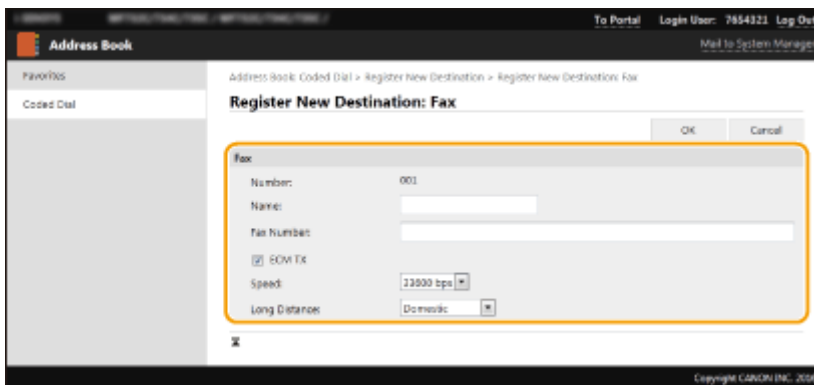 To Portal Login User: 7654321 Log Out
Address Book
Mail to System Manager
Favorites
Coded Dial
Address Book: Coded Dial > Register New Destination > Register New Destination: Fax
Register New Destination: Fax
OK Cancel
Fax
Number: 001
Name:
Fax Number:
ECM TX
Speed: 33600 bps
Long Distance: Domestic
Copyright CANON INC. 201